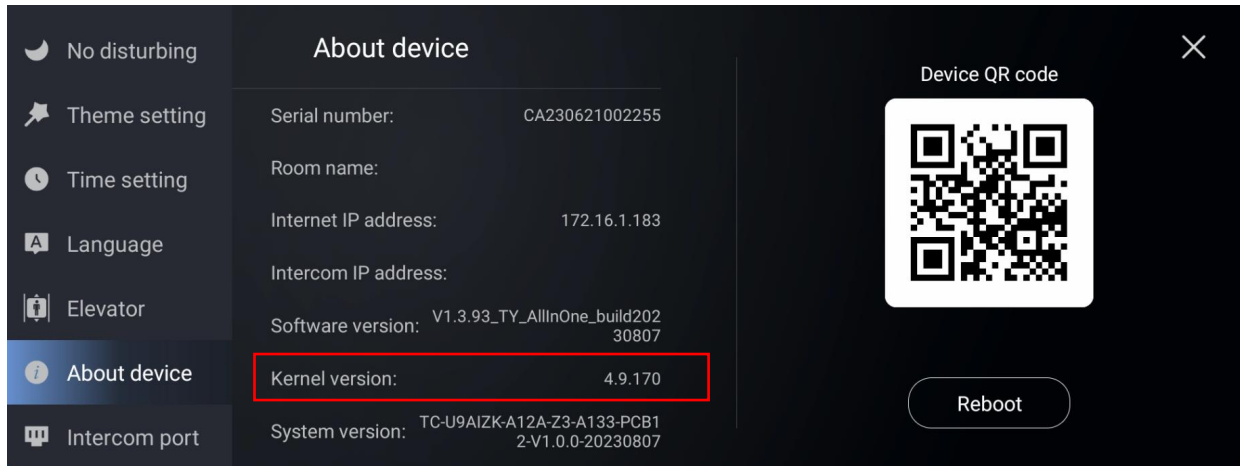 No disturbing
Theme setting
Time setting
Language
Elevator
About device
Intercom port
About device
Serial number: CA230621002255
Room name:
Internet IP address: 172.16.1.183
Intercom IP address:
Software version: V1.3.93_TY_AllInOne_build202
30807
Kernel version: 4.9.170
System version: TC-U9AIZK-A12A-Z3-A133-PCB1
2-V1.0.0-20230807
Device QR code
Reboot